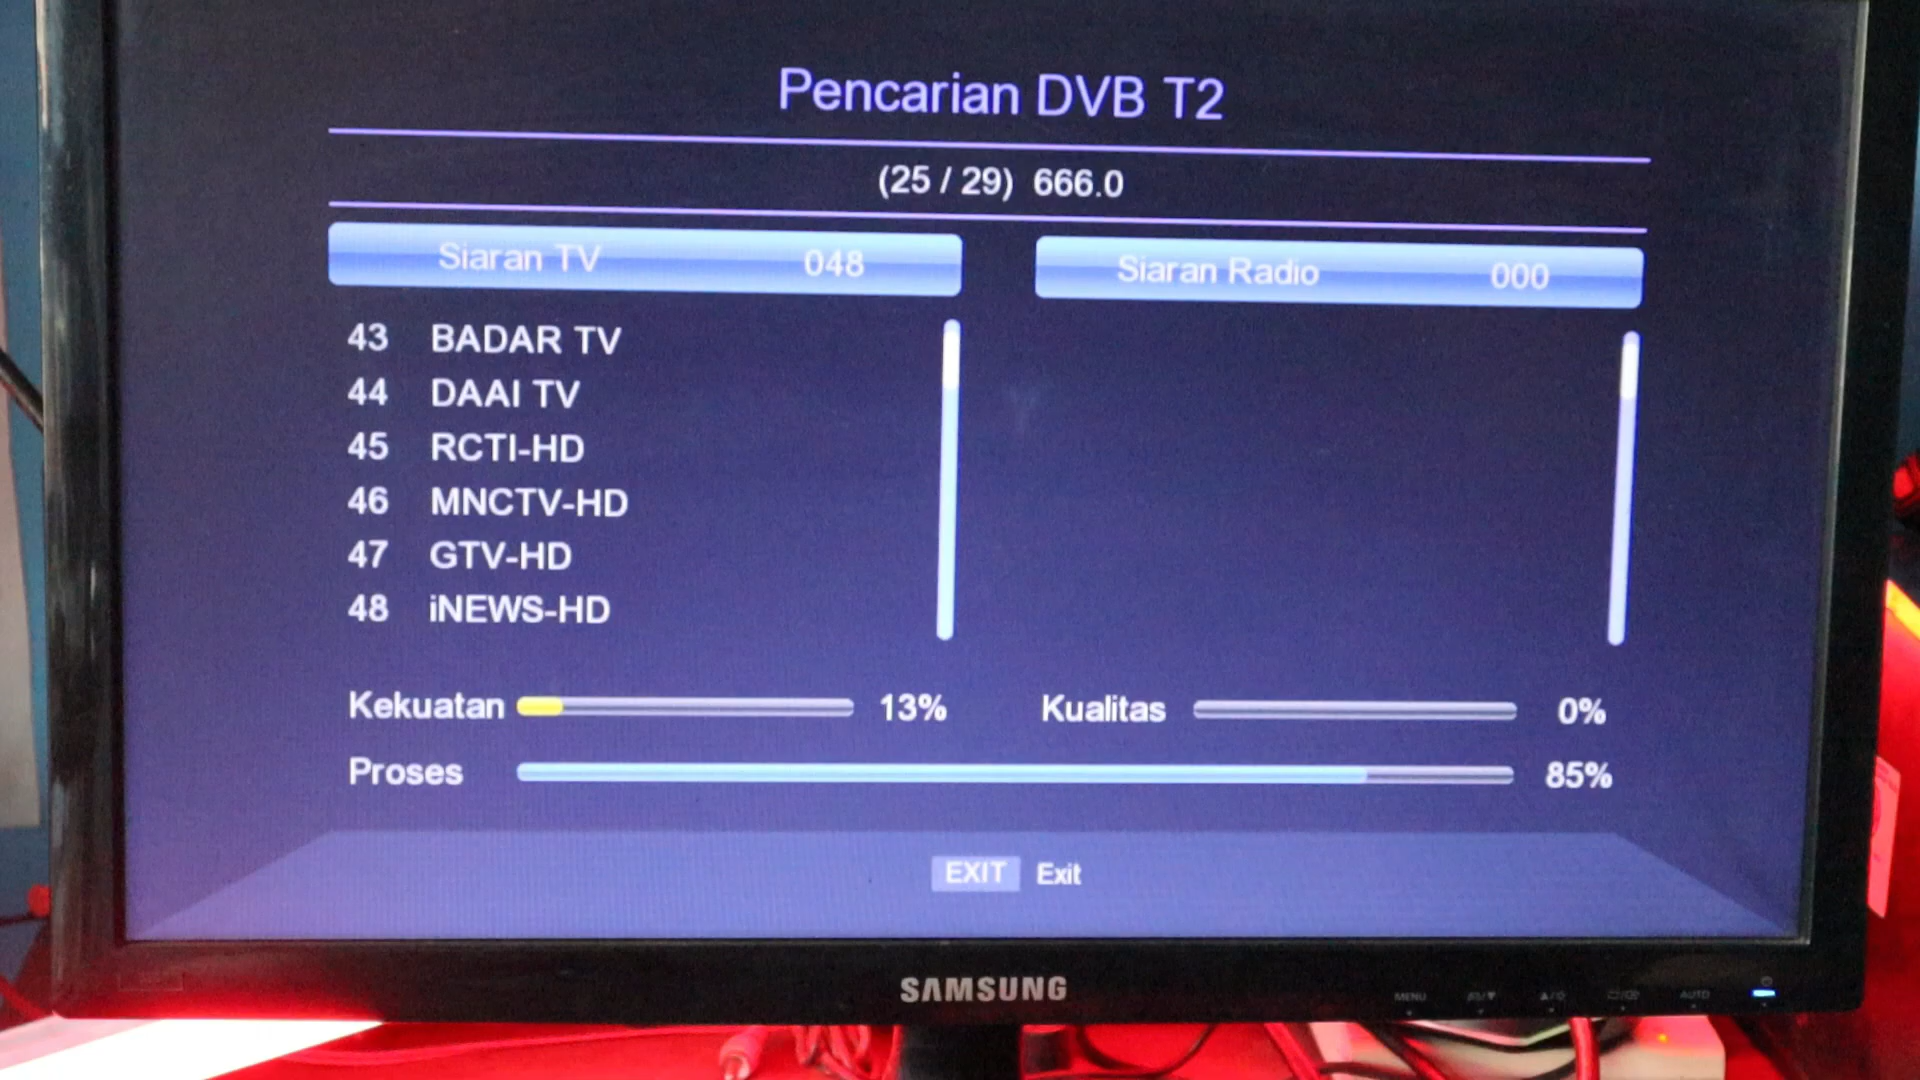 Pencarian DVB T2
(25 / 29) 666.0
Siaran TV 048
Siaran Radio 000
43 BADAR TV
44 DAAI TV
45 RCTI-HD
46 MNCTV-HD
47 GTV-HD
48 iNEWS-HD
Kekuatan 13% Kualitas 0%
Proses 85%
EXIT Exit
SAMSUNG
MENU
AUTO